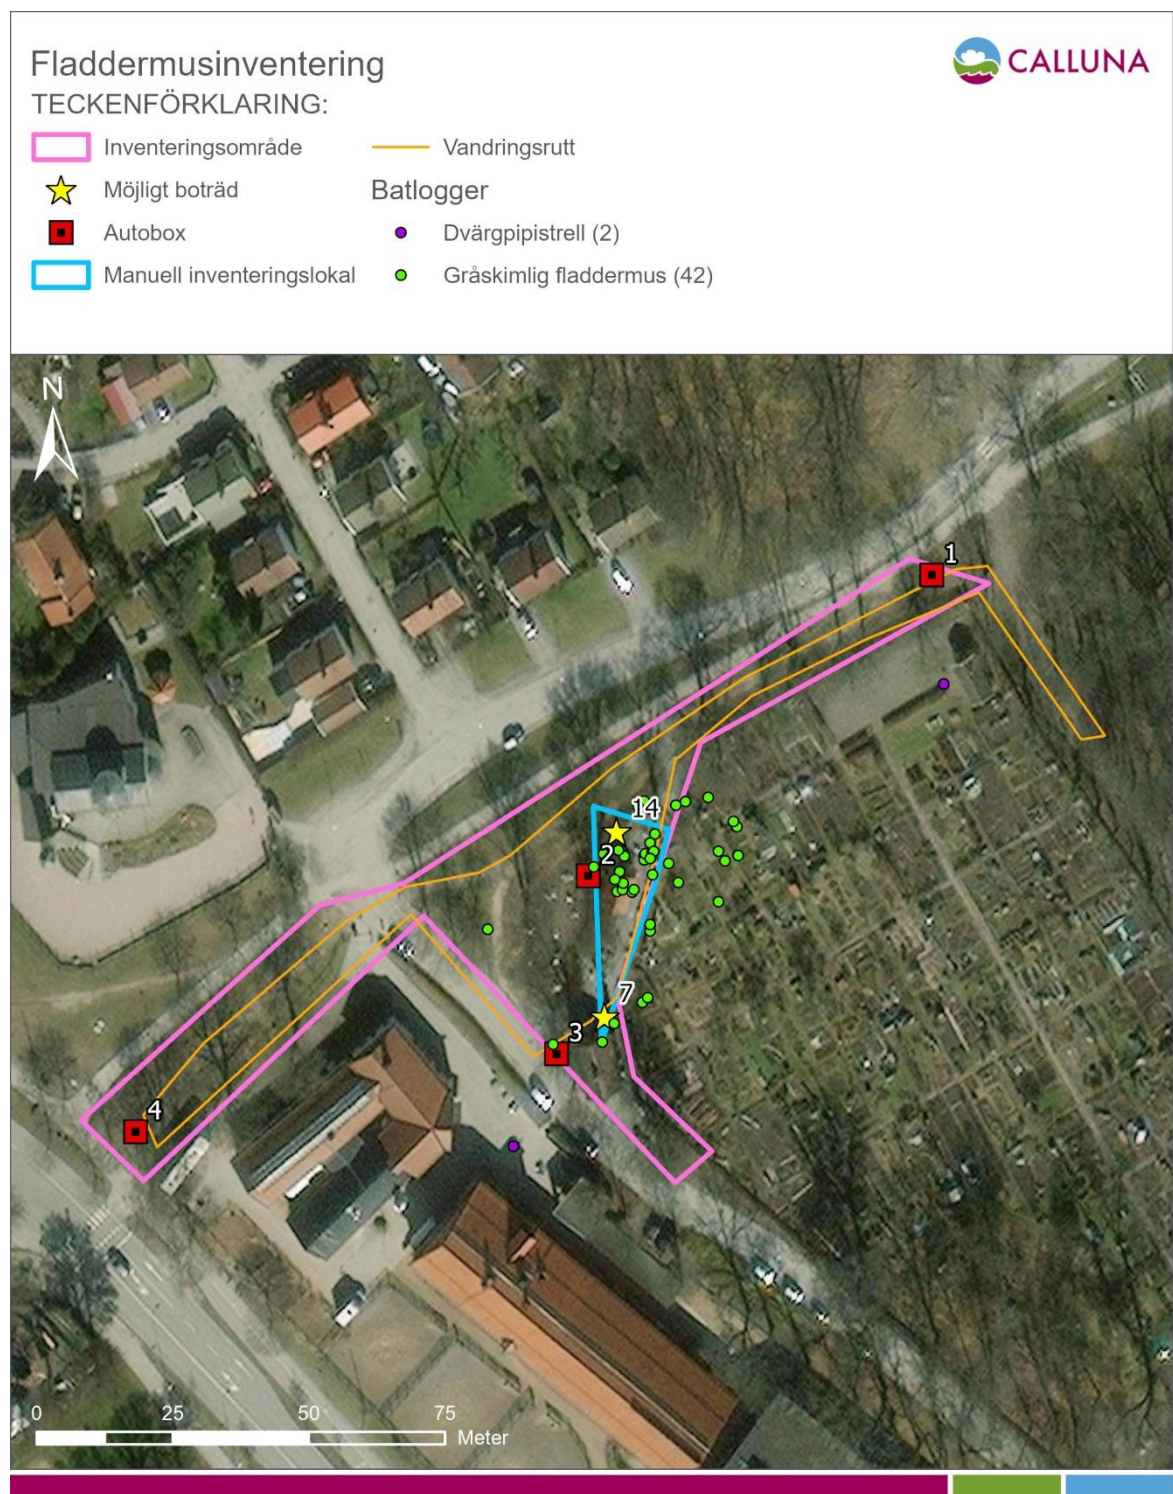 Fladdermusinventering
CALLUNA
TECKENFÖRKLARING:
Inventeringsområde
Vandringsrutt
Möjligt boträd
Batlogger
Autobox
Dvärgpipistrell (2)
Manuell inventeringslokal
Gråskimlig fladdermus (42)
N
1
14
2
7
3
4
0 25 50 75
Meter